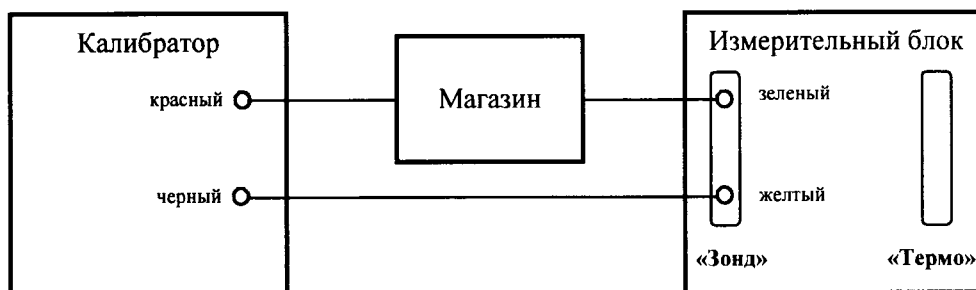 Калибратор
красный
черный
Магазин
Измерительный блок
зеленый
желтый
«Зонд»
«Термо»